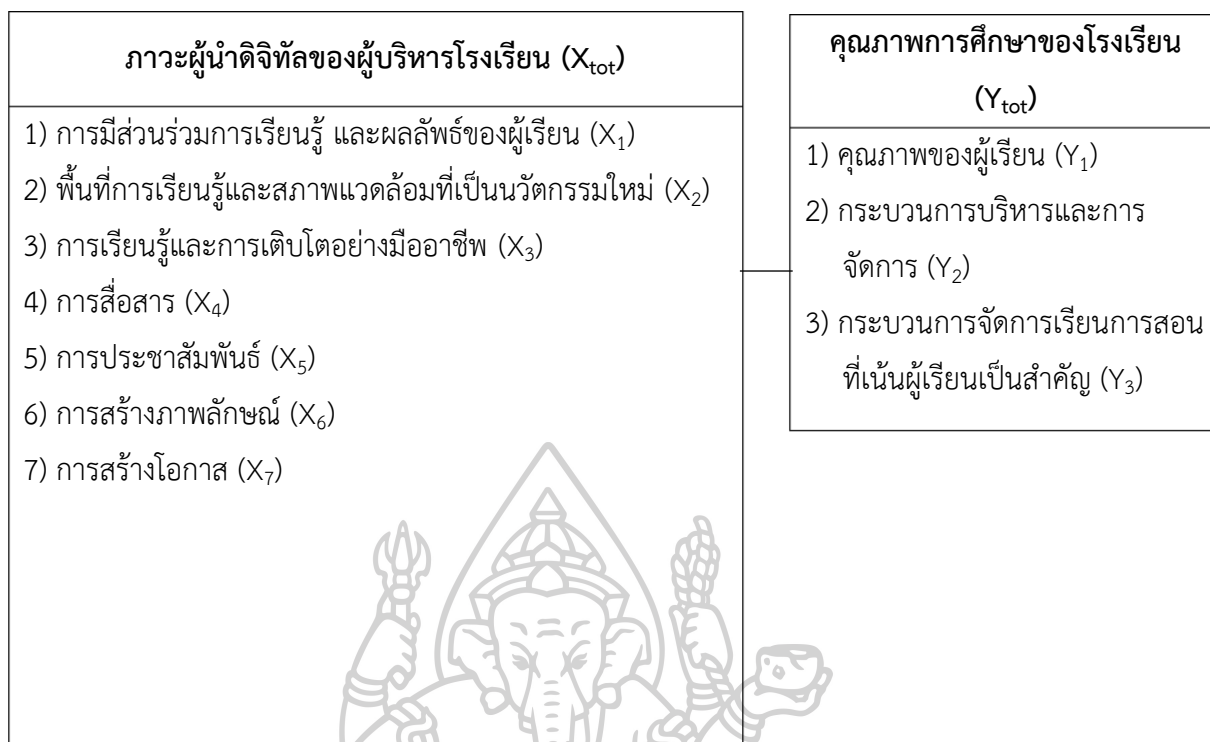 ภาวะผู้นำดิจิทัลของผู้บริหารโรงเรียน (Xtot)
1) การมีส่วนร่วมการเรียนรู้ และผลลัพธ์ของผู้เรียน (X1)
2) พื้นที่การเรียนรู้และสภาพแวดล้อมที่เป็นนวัตกรรมใหม่ (X2)
3) การเรียนรู้และการเติบโตอย่างมืออาชีพ (X3)
4) การสื่อสาร (X4)
5) การประชาสัมพันธ์ (X5)
6) การสร้างภาพลักษณ์ (X6)
7) การสร้างโอกาส (X7)
คุณภาพการศึกษาของโรงเรียน
(Ytot)
1) คุณภาพของผู้เรียน (Y1)
2) กระบวนการบริหารและการ
จัดการ (Y2)
3) กระบวนการจัดการเรียนการสอน
ที่เน้นผู้เรียนเป็นสำคัญ (Y3)